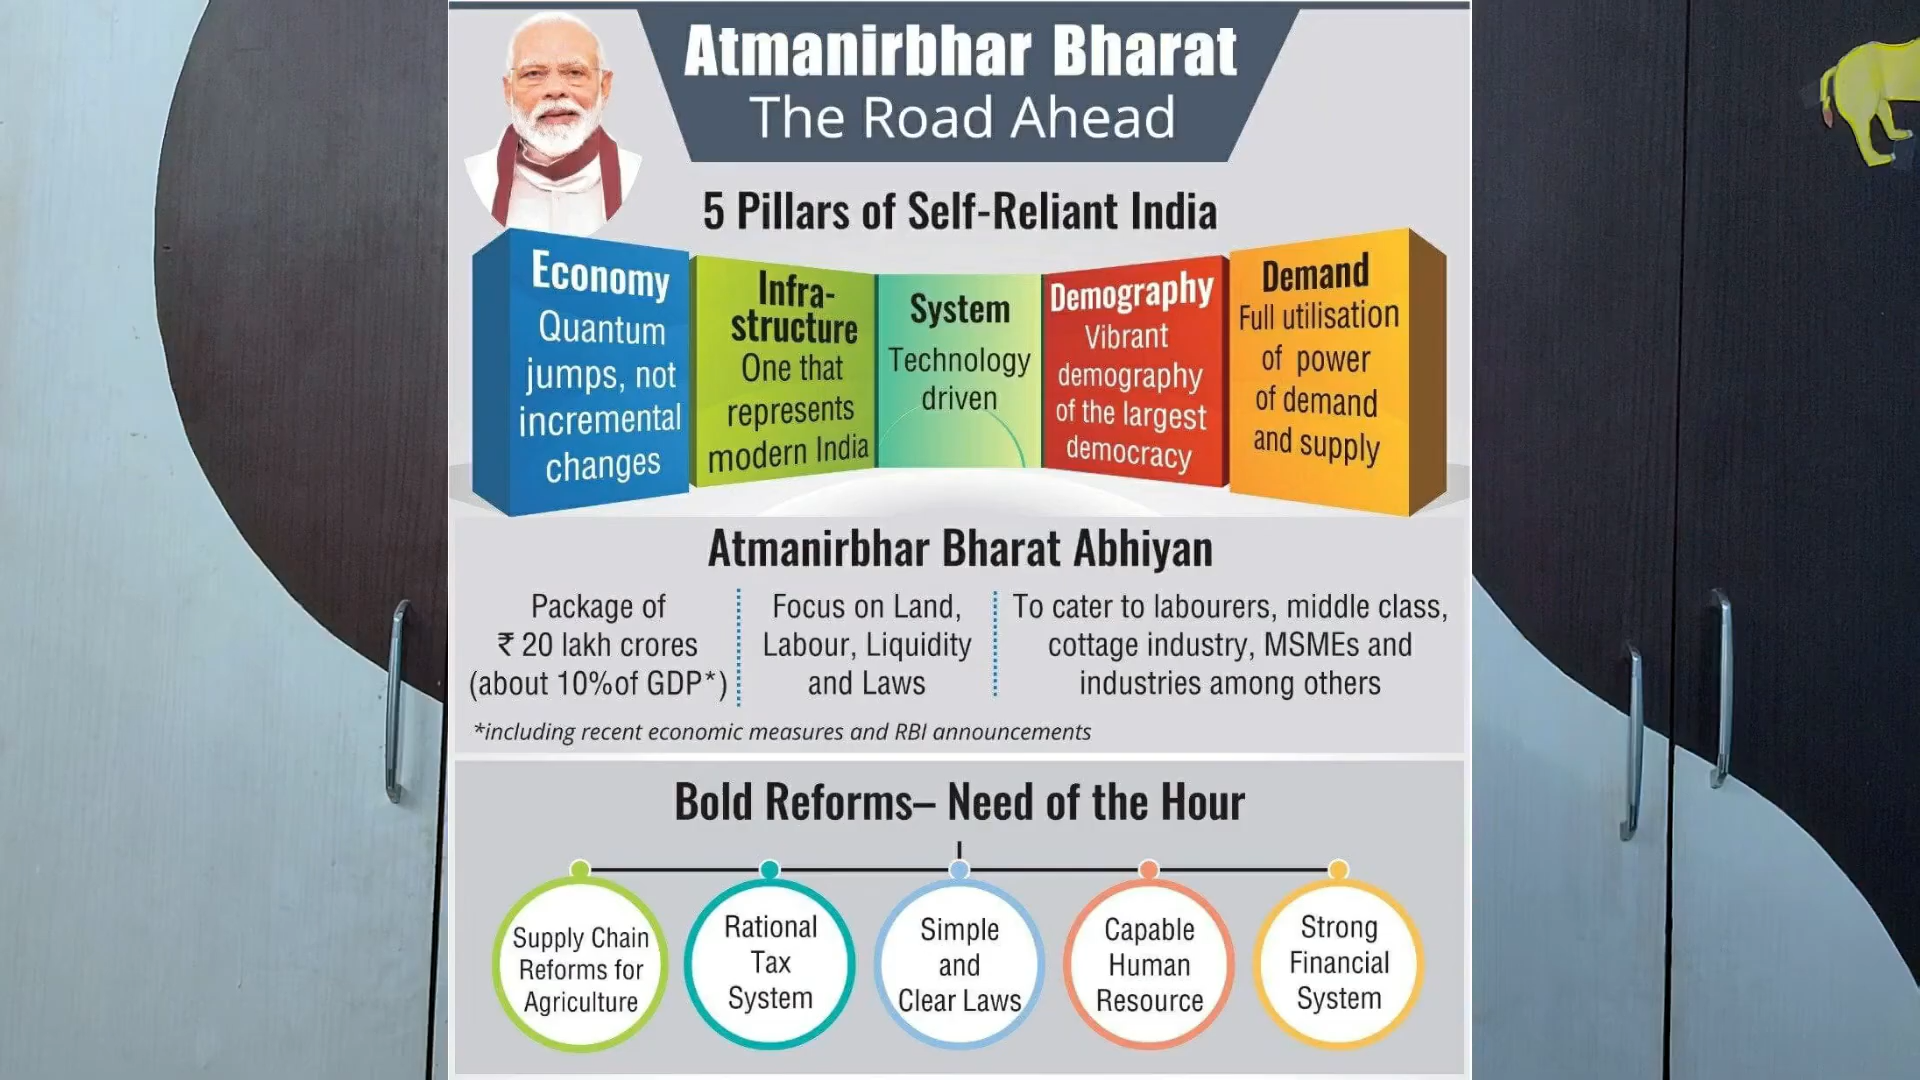 Atmanirbhar Bharat
The Road Ahead
5 Pillars of Self-Reliant India
Economy
Quantum
jumps, not
incremental
changes
Infra-
structure
One that
represents
modern India
System
Technology
driven
Demography
Vibrant
demography
of the largest
democracy
Demand
Full utilisation
of power
of demand
and supply
Atmanirbhar Bharat Abhiyan
Package of
₹ 20 lakh crores
(about 10%of GDP*)
Focus on Land,
Labour, Liquidity
and Laws
To cater to labourers, middle class,
cottage industry, MSMEs and
industries among others
*including recent economic measures and RBI announcements
Bold Reforms– Need of the Hour
Supply Chain
Reforms for
Agriculture
Rational
Tax
System
Simple
and
Clear Laws
Capable
Human
Resource
Strong
Financial
System